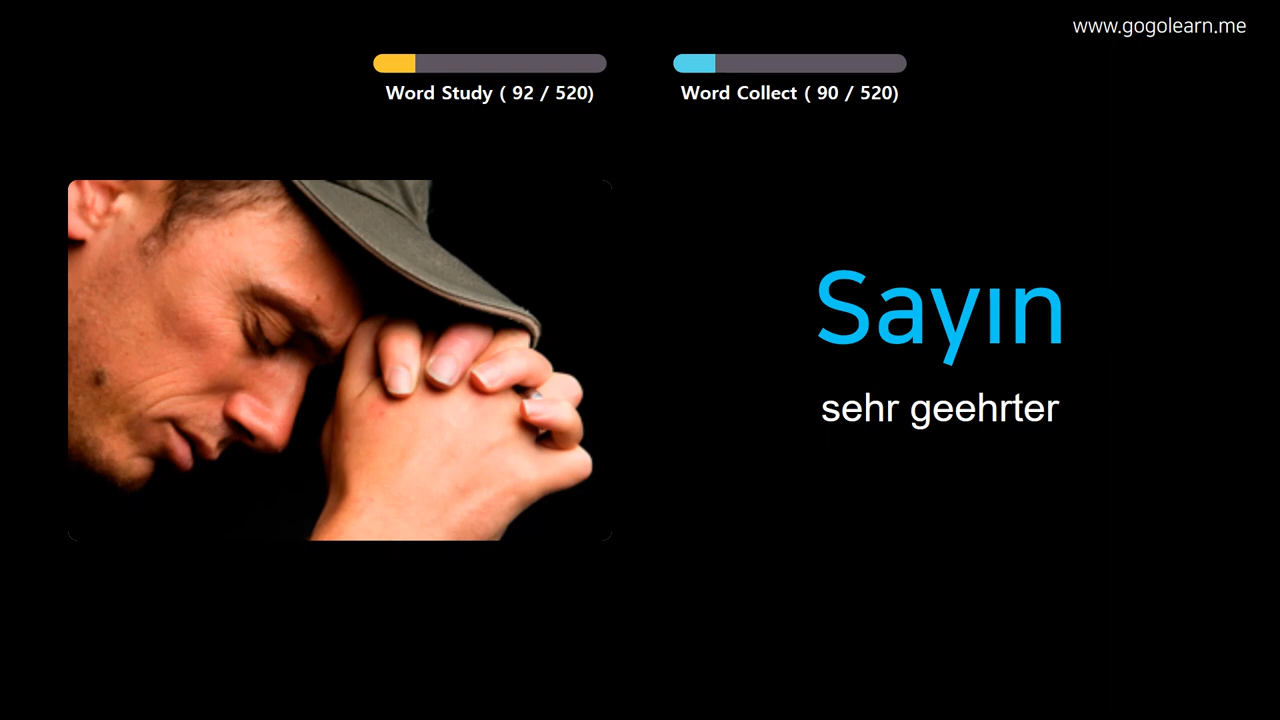 www.gogolearn.me
Word Study ( 92 / 520)
Word Collect ( 90 / 520)
Sayın
sehr geehrter